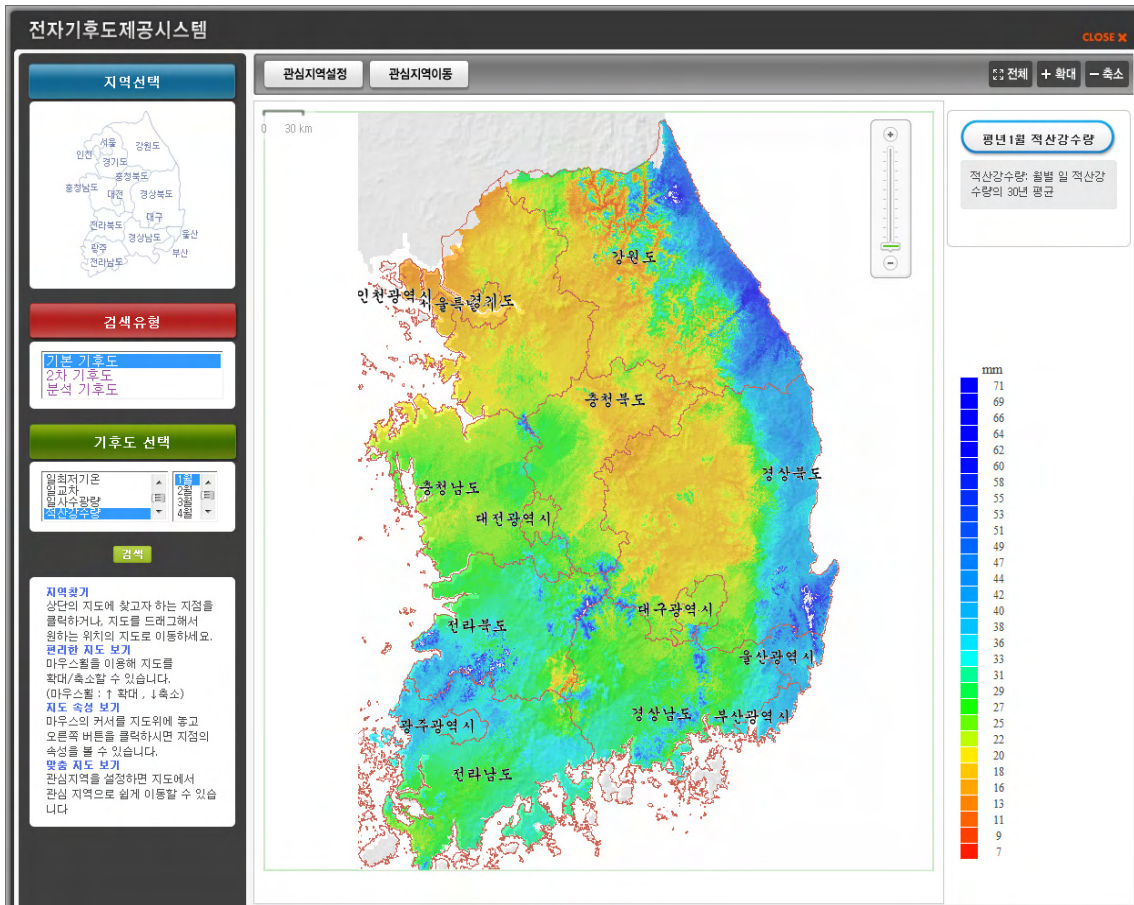 전자기후도제공시스템
CLOSE ✕
지역선택
서울
강원도
인천
경기도
충청북도
충청남도
대전
경상북도
대구
전라북도
울산
경상남도
광주
부산
전라남도
검색유형
기본 기후도
2차 기후도
분석 기후도
기후도 선택
일최저기온
일교차
일사수광량
적산강수량
1월
2월
3월
4월
검색
지역찾기
상단의 지도에 찾고자 하는 지점을
클릭하거나, 지도를 드래그해서
원하는 위치의 지도로 이동하세요.
편리한 지도 보기
마우스휠을 이용해 지도를
확대/축소할 수 있습니다.
(마우스휠 : ↑ 확대 , ↓축소)
지도 속성 보기
마우스의 커서를 지도위에 놓고
오른쪽 버튼을 클릭하시면 지점의
속성을 볼 수 있습니다.
맞춤 지도 보기
관심지역을 설정하면 지도에서
관심 지역으로 쉽게 이동할 수 있습
니다
관심지역설정
관심지역이동
전체
+ 확대
- 축소
0 30 km
강원도
인천광역시
경기도
충청북도
경상북도
충청남도
대전광역시
대구광역시
전라북도
울산광역시
경상남도
부산광역시
광주광역시
전라남도
평년1월 적산강수량
적산강수량: 월별 일 적산강
수량의 30년 평균
mm
71
69
66
64
62
60
58
55
53
51
49
47
44
42
40
38
36
33
31
29
27
25
22
20
18
16
13
11
9
7